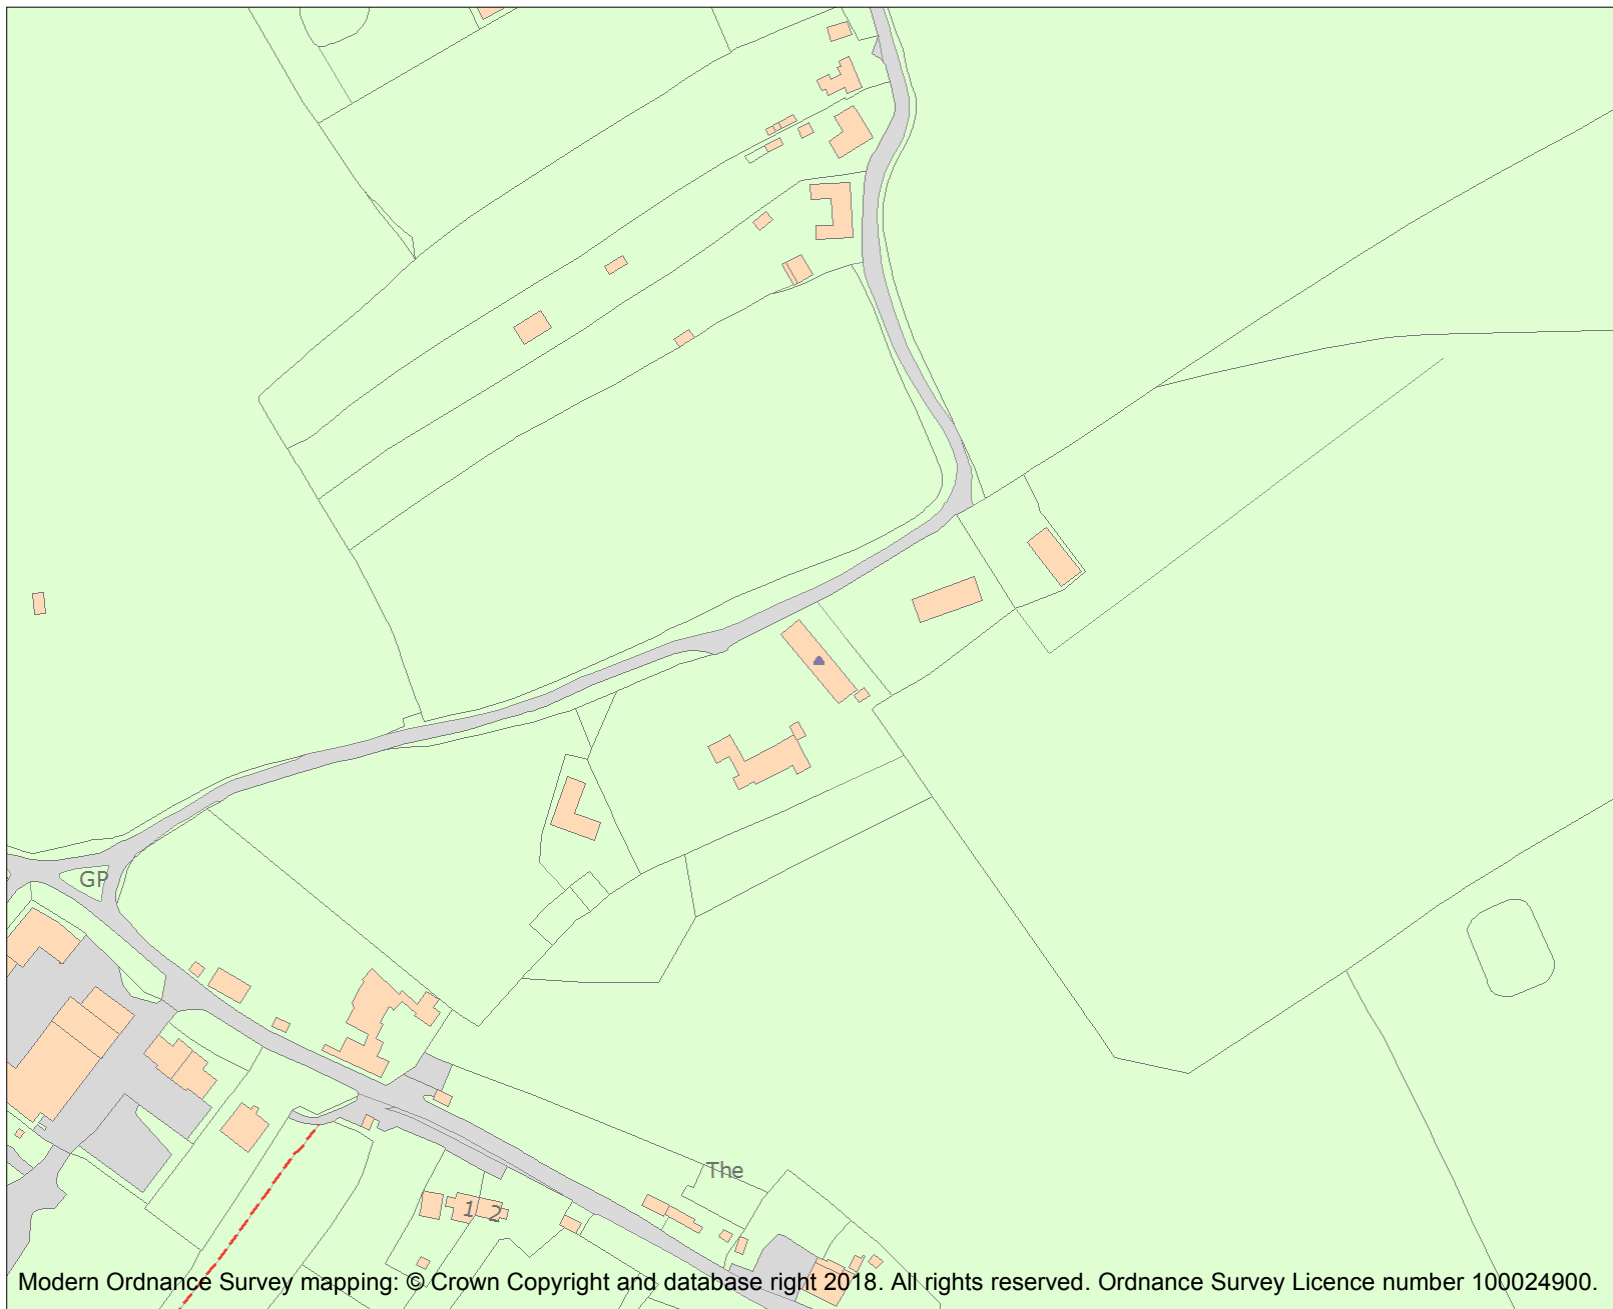 GP
The
1 2
Modern Ordnance Survey mapping: © Crown Copyright and database right 2018. All rights reserved. Ordnance Survey Licence number 100024900.